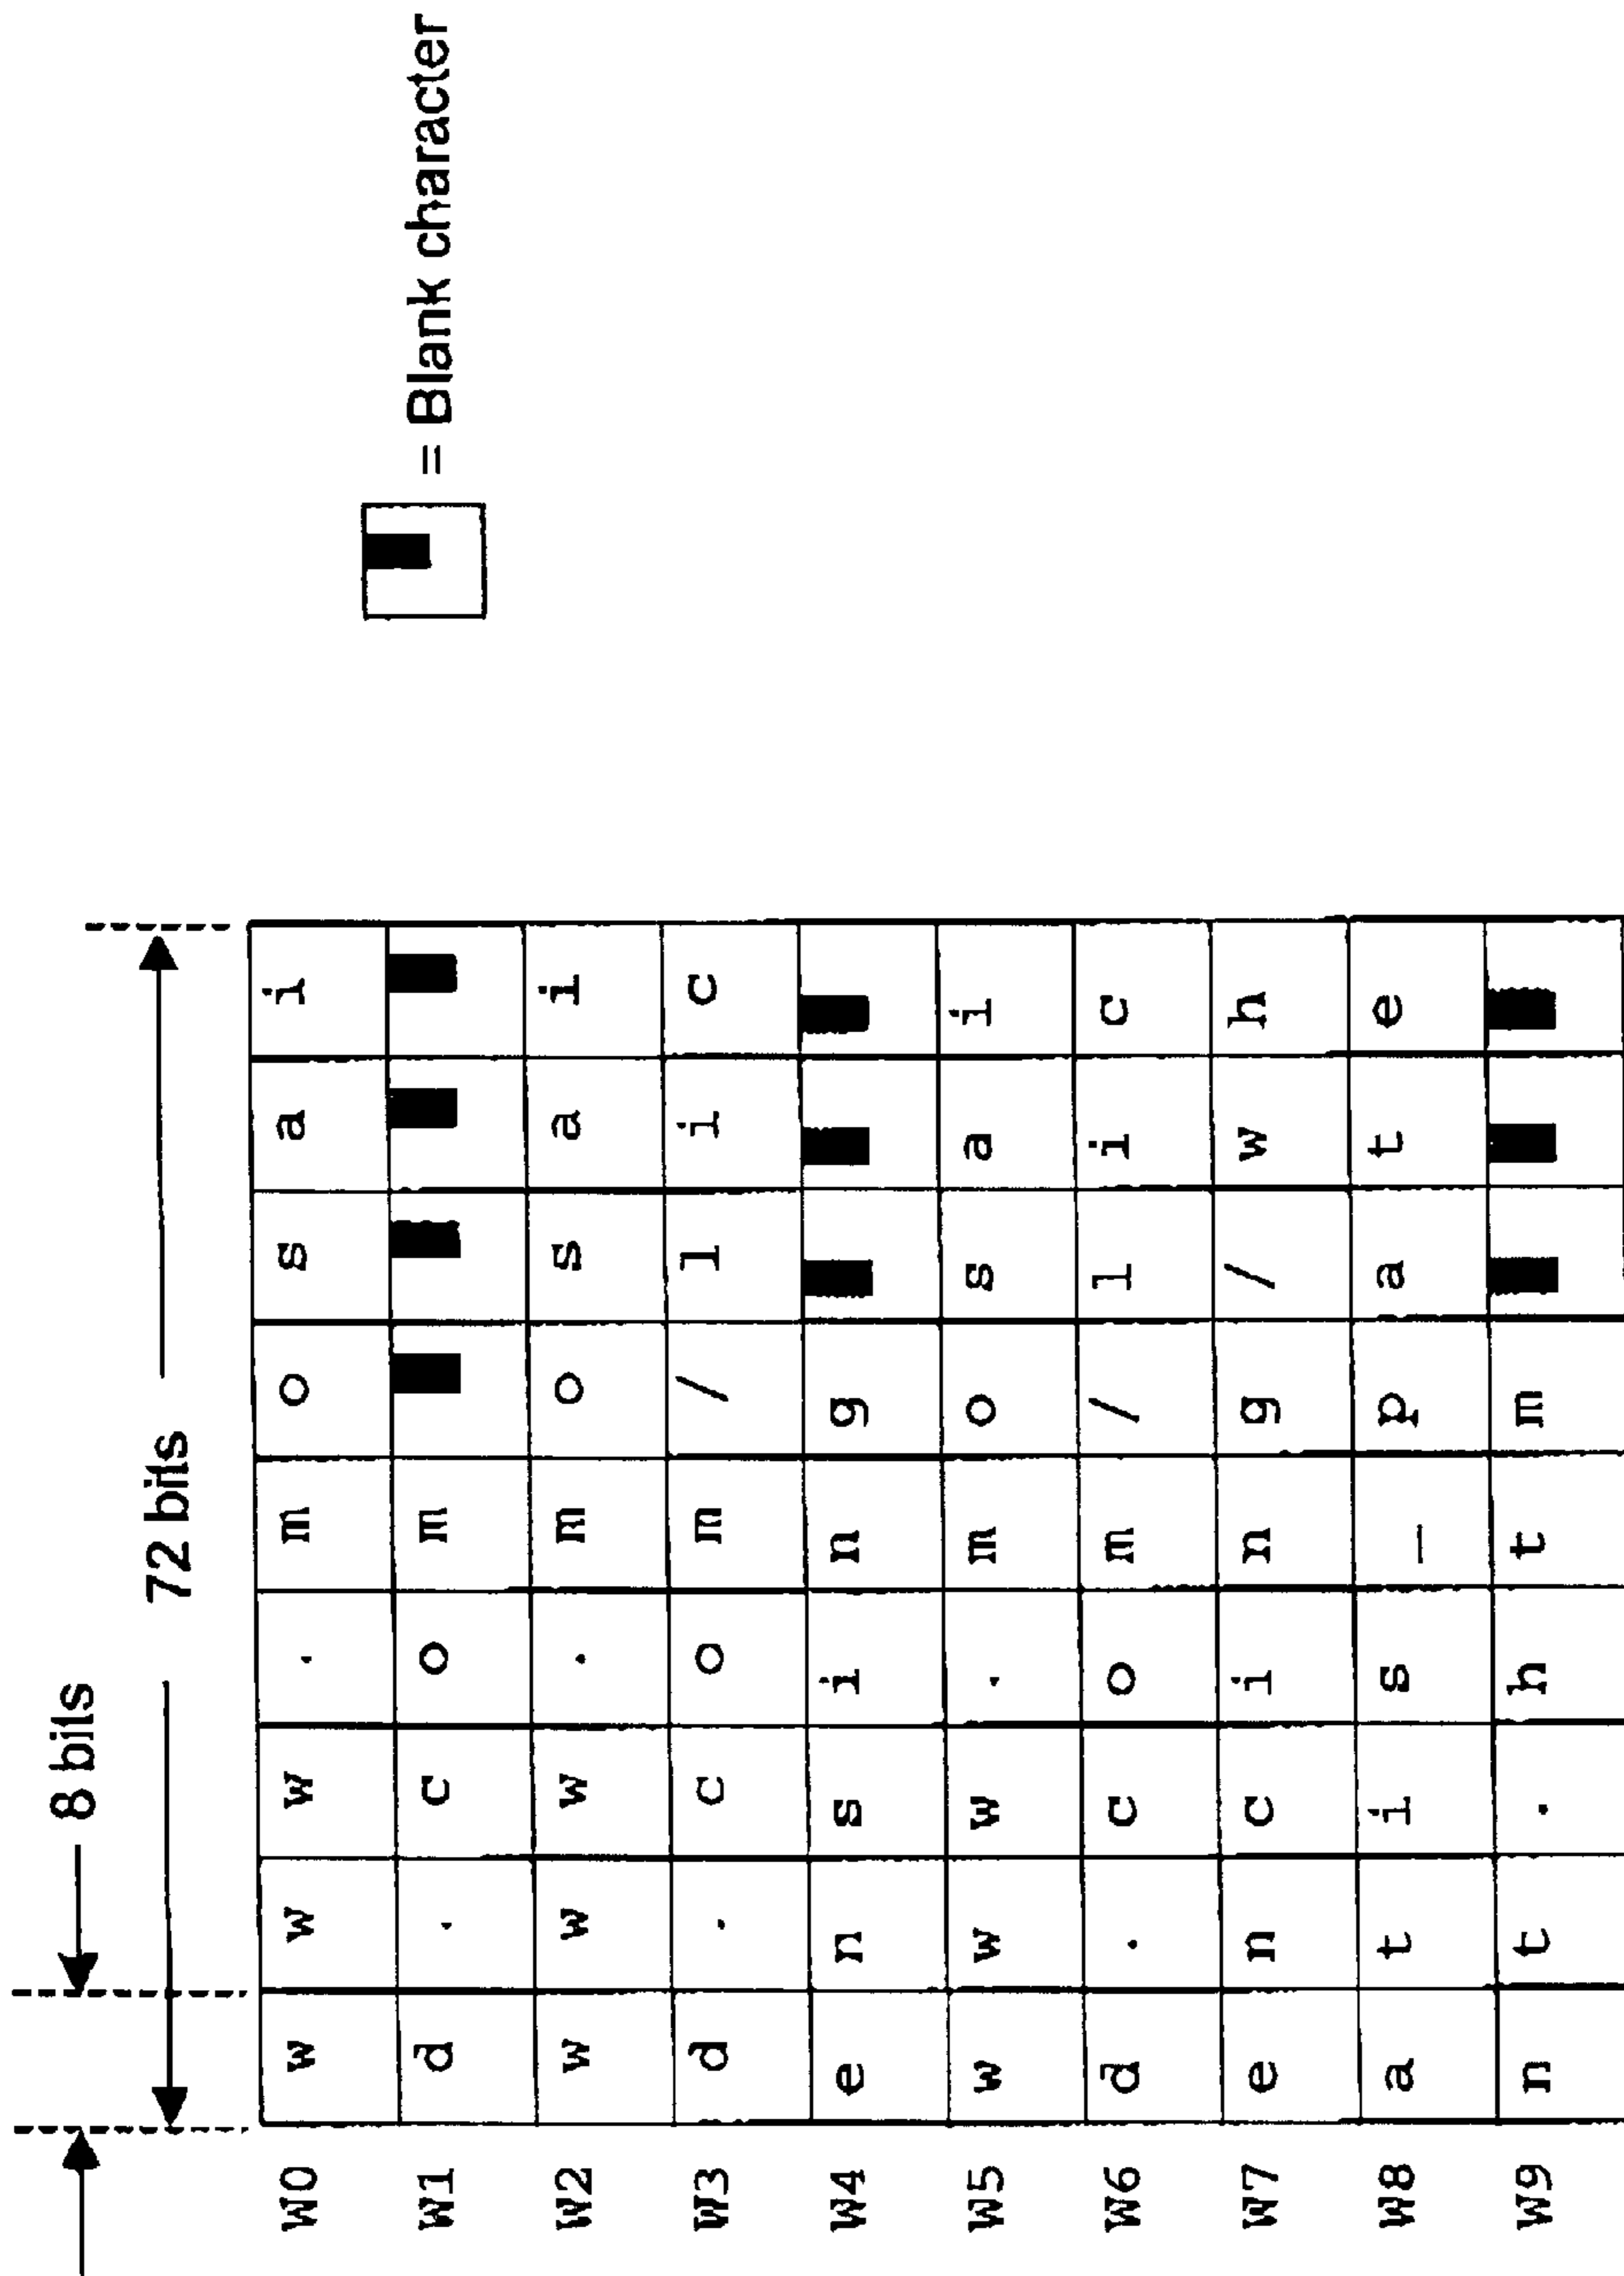 8 bits
72 bits
W0 w w w . m o s a i
W1 d . c o m
W2 w w w . m o s a i
W3 d . c o m / l i c
W4 e n s i n g
W5 w w w . m o s a i
W6 d . c o m / l i c
W7 e n c i n g / w h
W8 a t i s _ p a t e
W9 n t . h t m
= Blank character